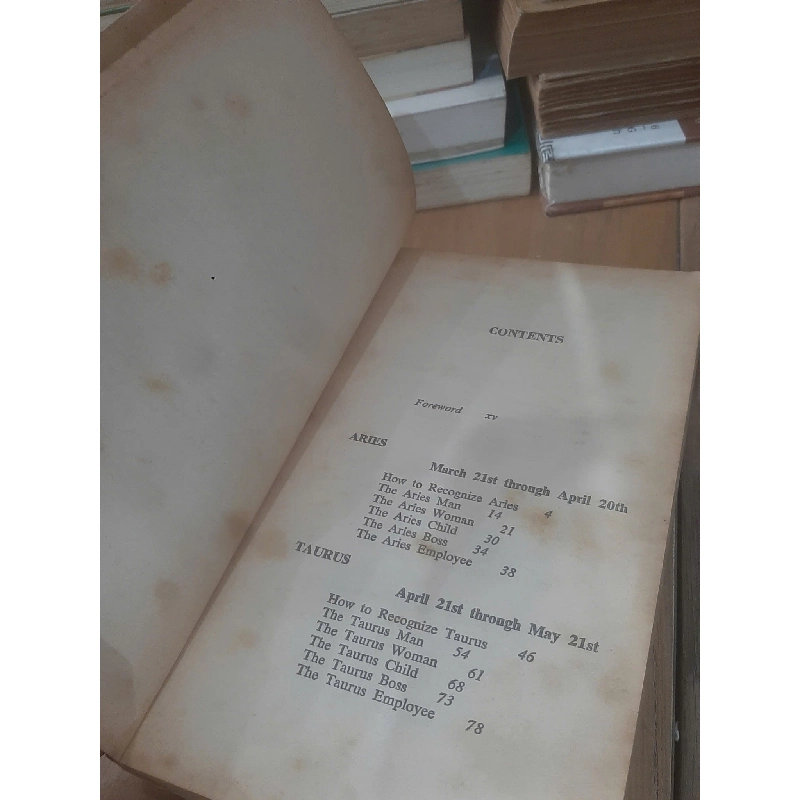 CONTENTS
Foreword xv
ARIES
March 21st through April 20th
How to Recognize Aries 4
The Aries Man 14
The Aries Woman 21
The Aries Child 30
The Aries Boss 34
The Aries Employee 38
TAURUS
April 21st through May 21st
How to Recognize Taurus 46
The Taurus Man 54
The Taurus Woman 61
The Taurus Child 68
The Taurus Boss 73
The Taurus Employee 78